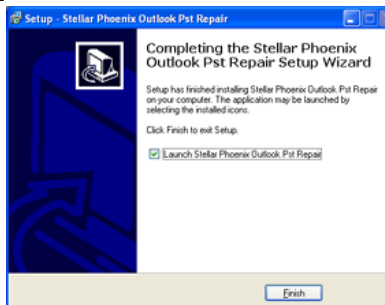 Setup - Stellar Phoenix Outlook Pst Repair
Completing the Stellar Phoenix
Outlook Pst Repair Setup Wizard
Setup has finished installing Stellar Phoenix Outlook Pst Repair
on your computer. The application may be launched by
selecting the installed icons.
Click Finish to exit Setup.
Launch Stellar Phoenix Outlook Pst Repair
Finish